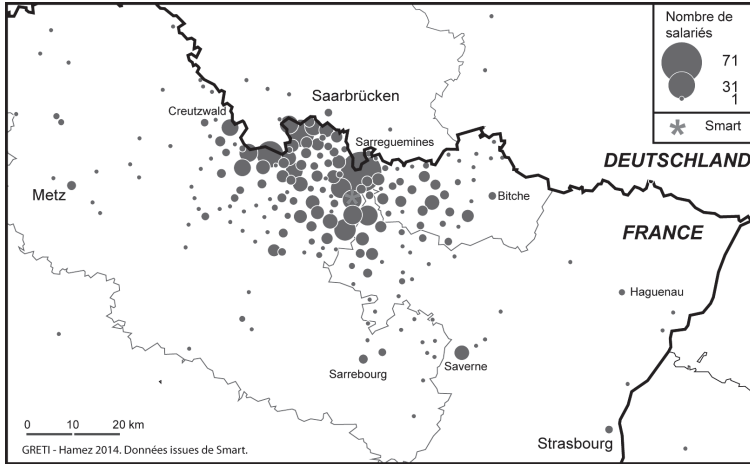 Nombre de
salariés
71
31
1
Smart
Saarbrücken
Creutzwald
Sarreguemines
DEUTSCHLAND
Metz
Bitche
FRANCE
Haguenau
Sarrebourg
Saverne
0 10 20 km
Strasbourg
GRETI - Hamez 2014. Données issues de Smart.